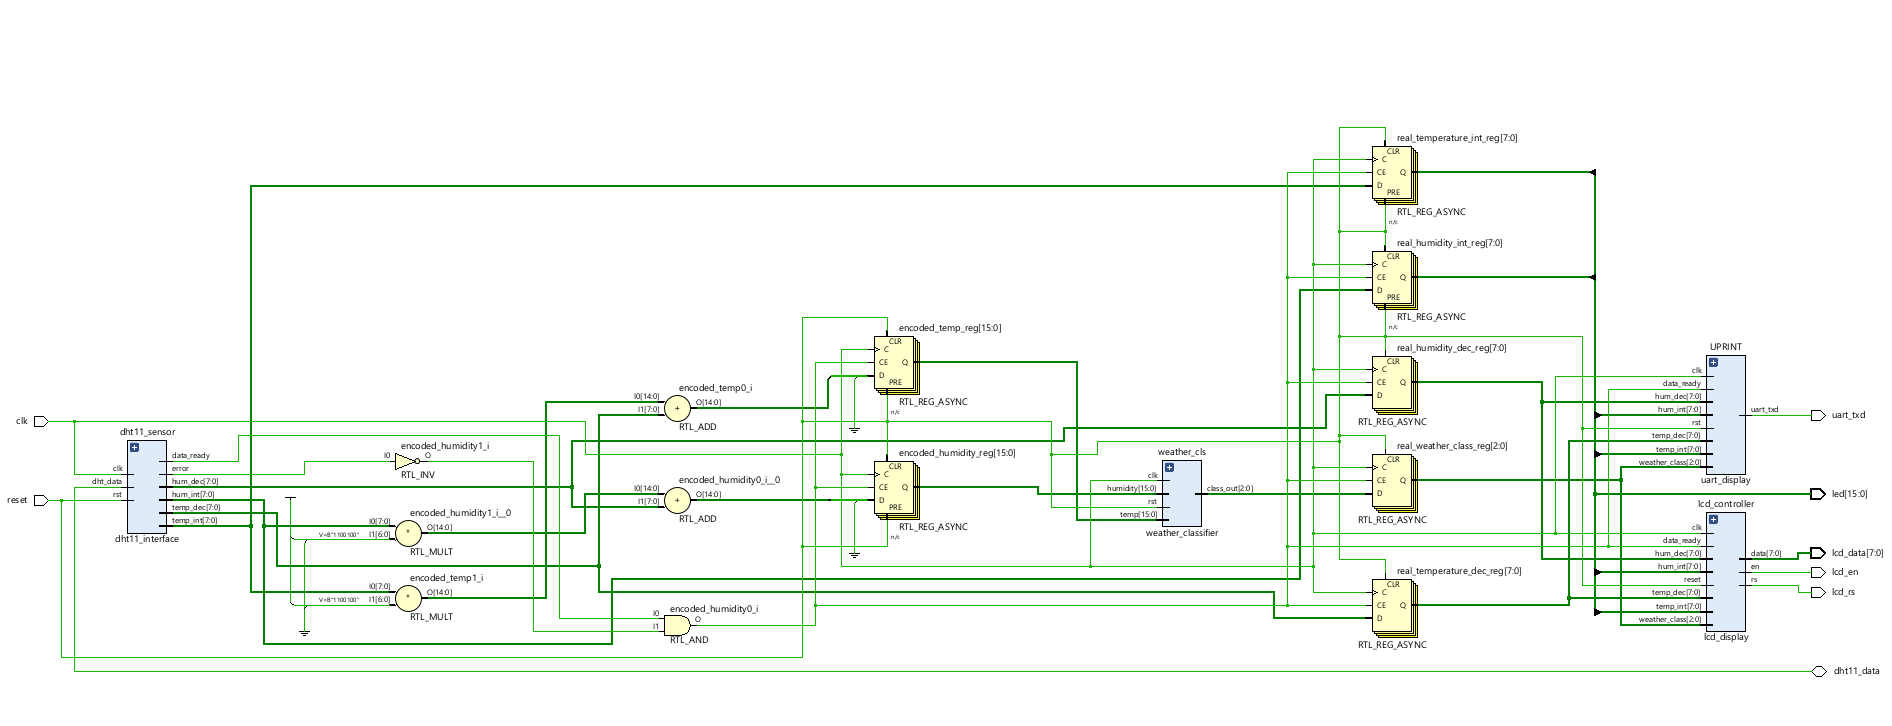 clk
reset
dht11_sensor
clk
dht_data
rst
data_ready
error
hum_dec[7:0]
hum_int[7:0]
temp_dec[7:0]
temp_int[7:0]
dht11_interface
encoded_humidity1_i
I0
O
RTL_INV
encoded_humidity1_i__0
I0[7:0]
V=B"1100100"
I1[6:0]
*
O[14:0]
RTL_MULT
encoded_temp1_i
I0[7:0]
V=B"1100100"
I1[6:0]
*
O[14:0]
RTL_MULT
encoded_temp0_i
I0[14:0]
I1[7:0]
+
O[14:0]
RTL_ADD
encoded_humidity0_i__0
I0[14:0]
I1[7:0]
+
O[14:0]
RTL_ADD
encoded_humidity0_i
I0
I1
O
RTL_AND
encoded_temp_reg[15:0]
CLR
C
CE
Q
D
PRE
RTL_REG_ASYNC
n/c
encoded_humidity_reg[15:0]
CLR
C
CE
Q
D
PRE
RTL_REG_ASYNC
n/c
weather_cls
clk
humidity[15:0]
rst
temp[15:0]
class_out[2:0]
weather_classifier
real_temperature_int_reg[7:0]
CLR
C
CE
Q
D
PRE
RTL_REG_ASYNC
n/c
real_humidity_int_reg[7:0]
CLR
C
CE
Q
D
PRE
RTL_REG_ASYNC
n/c
real_humidity_dec_reg[7:0]
CLR
C
CE
Q
D
RTL_REG_ASYNC
real_weather_class_reg[2:0]
CLR
C
CE
Q
D
RTL_REG_ASYNC
real_temperature_dec_reg[7:0]
CLR
C
CE
Q
D
RTL_REG_ASYNC
UPRINT
clk
data_ready
hum_dec[7:0]
hum_int[7:0]
rst
temp_dec[7:0]
temp_int[7:0]
weather_class[2:0]
uart_txd
uart_display
lcd_controller
clk
data_ready
hum_dec[7:0]
hum_int[7:0]
reset
temp_dec[7:0]
temp_int[7:0]
weather_class[2:0]
data[7:0]
en
rs
lcd_display
uart_txd
led[15:0]
lcd_data[7:0]
lcd_en
lcd_rs
dht11_data